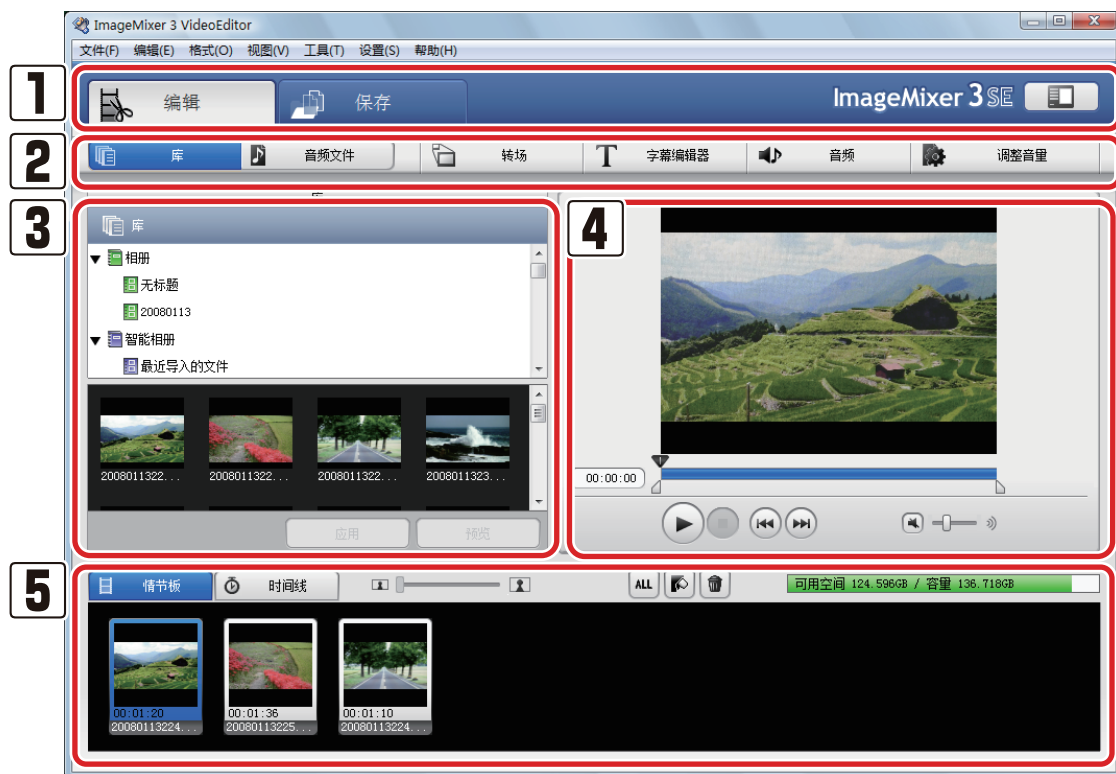 ImageMixer 3 VideoEditor
文件(F) 编辑(E) 格式(O) 视图(V) 工具(T) 设置(S) 帮助(H)
1
编辑 保存 ImageMixer 3 SE
2
库 音频文件 转场 T 字幕编辑器 音频 调整音里
库
3
库
4
相册
无标题
20080113
智能相册
最近导入的文件
2008011322... 2008011322... 2008011322... 2008011323...
00:00:00
应用 预览
5
情节板 时间线 ALL 可用空间 124.596GB / 容量 136.718GB
00:01:20 00:01:36 00:01:10
20080113224... 20080113225... 20080113224...